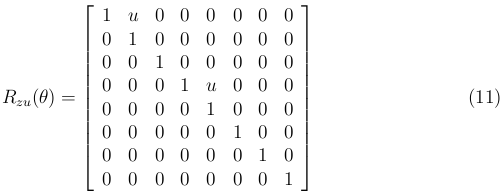 1 u 0 0 0 0 0 0
0 1 0 0 0 0 0 0
0 0 1 0 0 0 0 0
0 0 0 1 u 0 0 0
R_{zu}(θ) = (11)
0 0 0 0 1 0 0 0
0 0 0 0 0 1 0 0
0 0 0 0 0 0 1 0
0 0 0 0 0 0 0 1